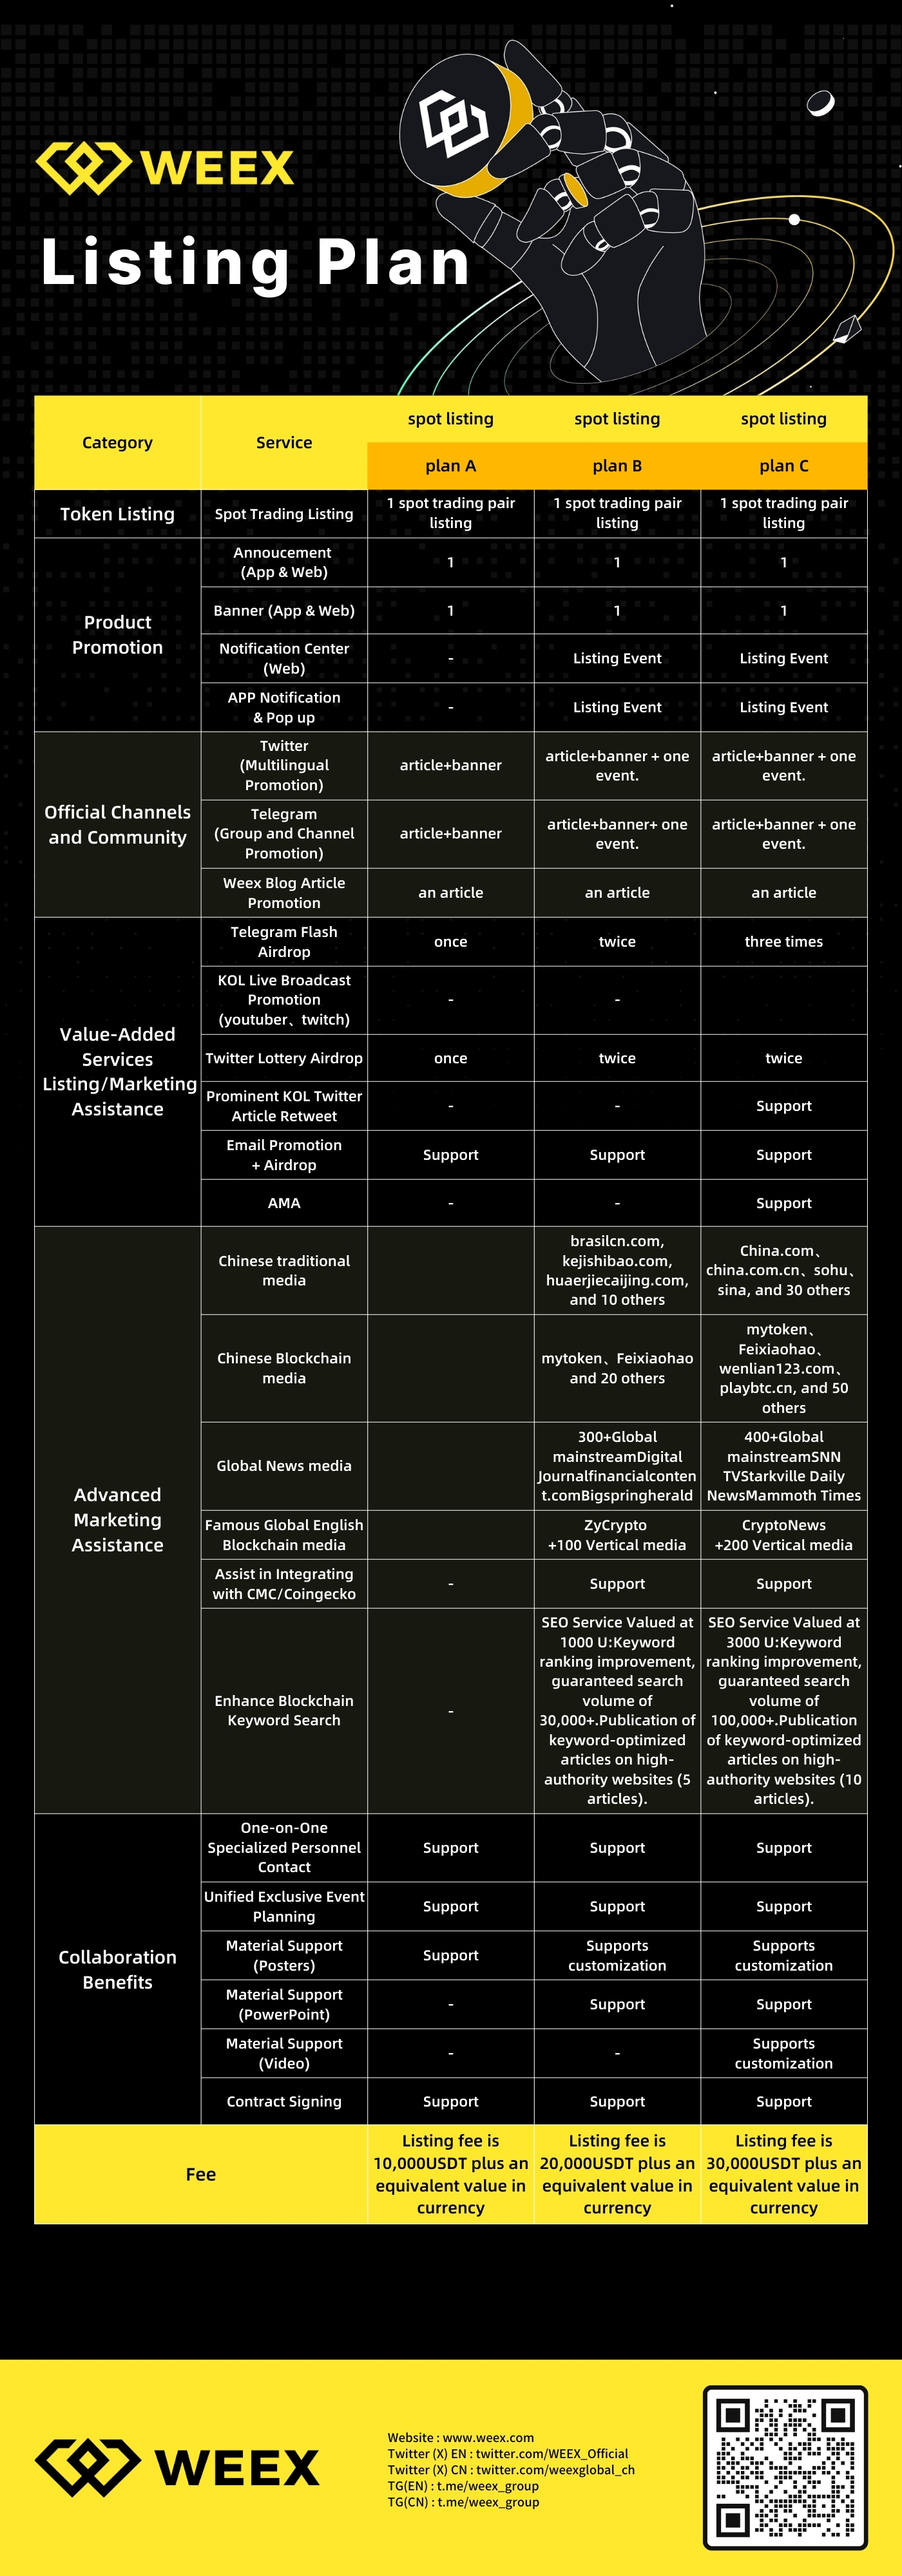 WEEX
Listing Plan
Category
Service
spot listing
spot listing
spot listing
plan A
plan B
plan C
Token Listing
Spot Trading Listing
1 spot trading pair
listing
1 spot trading pair
listing
1 spot trading pair
listing
Product
Promotion
Annoucement
(App & Web)
1
1
1
Banner (App & Web)
1
1
1
Notification Center
(Web)
-
Listing Event
Listing Event
APP Notification
& Pop up
-
Listing Event
Listing Event
Official Channels
and Community
Twitter
(Multilingual
Promotion)
article+banner
article+banner + one
event.
article+banner + one
event.
Telegram
(Group and Channel
Promotion)
article+banner
article+banner+ one
event.
article+banner + one
event.
Weex Blog Article
Promotion
an article
an article
an article
Value-Added
Services
Listing/Marketing
Assistance
Telegram Flash
Airdrop
once
twice
three times
KOL Live Broadcast
Promotion
(youtuber、twitch)
-
-
Twitter Lottery Airdrop
once
twice
twice
Prominent KOL Twitter
Article Retweet
-
-
Support
Email Promotion
+ Airdrop
Support
Support
Support
AMA
-
-
Support
Advanced
Marketing
Assistance
Chinese traditional
media
brasilcn.com,
kejishibao.com,
huaerjiecaijing.com,
and 10 others
China.com、
china.com.cn、sohu、
sina, and 30 others
Chinese Blockchain
media
mytoken、Feixiaohao
and 20 others
mytoken、
Feixiaohao、
wenlian123.com、
playbtc.cn, and 50
others
Global News media
300+Global
mainstreamDigital
Journalfinancialconten
t.comBigspringherald
400+Global
mainstreamSNN
TVStarkville Daily
NewsMammoth Times
Famous Global English
Blockchain media
ZyCrypto
+100 Vertical media
CryptoNews
+200 Vertical media
Assist in Integrating
with CMC/Coingecko
-
Support
Support
Enhance Blockchain
Keyword Search
-
SEO Service Valued at
1000 U:Keyword
ranking improvement,
guaranteed search
volume of
30,000+.Publication of
keyword-optimized
articles on high-
authority websites (5
articles).
SEO Service Valued at
3000 U:Keyword
ranking improvement,
guaranteed search
volume of
100,000+.Publication
of keyword-optimized
articles on high-
authority websites (10
articles).
Collaboration
Benefits
One-on-One
Specialized Personnel
Contact
Support
Support
Support
Unified Exclusive Event
Planning
Support
Support
Support
Material Support
(Posters)
Support
Supports
customization
Supports
customization
Material Support
(PowerPoint)
-
Support
Support
Material Support
(Video)
-
-
Supports
customization
Contract Signing
Support
Support
Support
Fee
Listing fee is
10,000USDT plus an
equivalent value in
currency
Listing fee is
20,000USDT plus an
equivalent value in
currency
Listing fee is
30,000USDT plus an
equivalent value in
currency
WEEX
Website : www.weex.com
Twitter (X) EN : twitter.com/WEEX_Official
Twitter (X) CN : twitter.com/weexglobal_ch
TG(EN) : t.me/weex_group
TG(CN) : t.me/weex_group